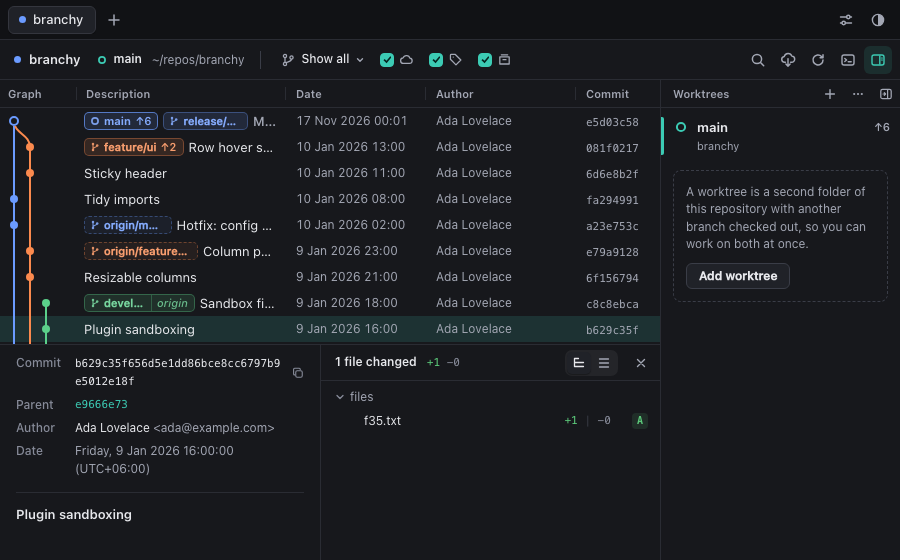 branchy
branchy main ~/repos/branchy Show all
Graph Description Date Author Commit Worktrees
main ↑6 release/... M... 17 Nov 2026 00:01 Ada Lovelace e5d03c58
feature/ui ↑2 Row hover s... 10 Jan 2026 13:00 Ada Lovelace 081f0217
Sticky header 10 Jan 2026 11:00 Ada Lovelace 6d6e8b2f
Tidy imports 10 Jan 2026 08:00 Ada Lovelace fa294991
origin/m... Hotfix: config ... 10 Jan 2026 02:00 Ada Lovelace a23e753c
origin/feature... Column p... 9 Jan 2026 23:00 Ada Lovelace e79a9128
Resizable columns 9 Jan 2026 21:00 Ada Lovelace 6f156794
devel... origin Sandbox fi... 9 Jan 2026 18:00 Ada Lovelace c8c8ebca
Plugin sandboxing 9 Jan 2026 16:00 Ada Lovelace b629c35f
main ↑6
branchy
A worktree is a second folder of
this repository with another
branch checked out, so you can
work on both at once.
Add worktree
Commit b629c35f656d5e1dd86bce8cc6797b9
e5012e18f
Parent e9666e73
Author Ada Lovelace <ada@example.com>
Date Friday, 9 Jan 2026 16:00:00
(UTC+06:00)
Plugin sandboxing
1 file changed +1 −0
files
f35.txt +1 −0 A